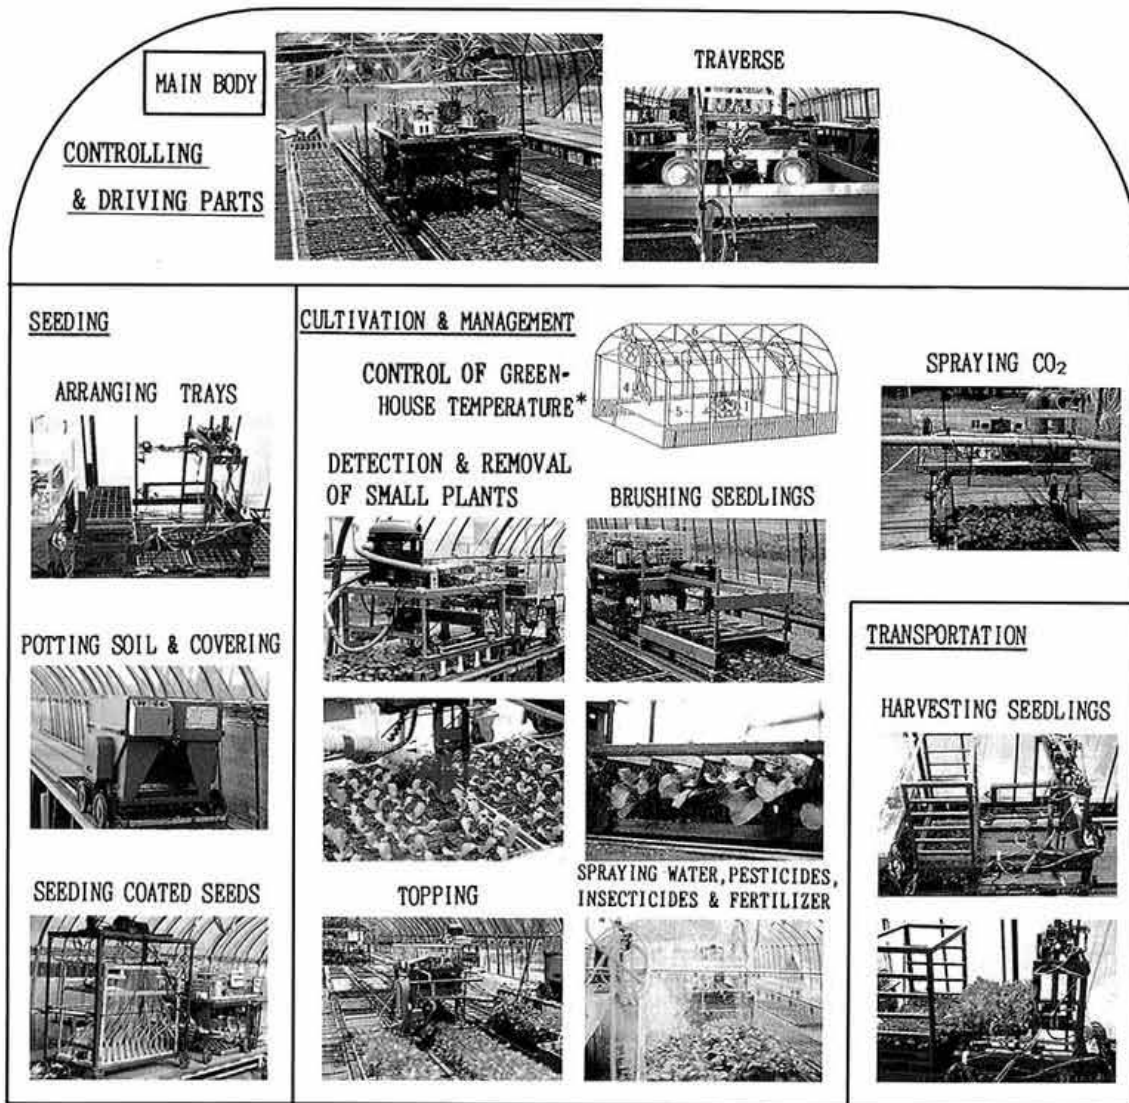 MAIN BODY
CONTROLLING
& DRIVING PARTS
TRAVERSE
SEEDING
ARRANGING TRAYS
POTTING SOIL & COVERING
SEEDING COATED SEEDS
CULTIVATION & MANAGEMENT
CONTROL OF GREEN-
HOUSE TEMPERATURE*
DETECTION & REMOVAL
OF SMALL PLANTS
BRUSHING SEEDLINGS
TOPPING
SPRAYING WATER, PESTICIDES,
INSECTICIDES & FERTILIZER
SPRAYING CO₂
TRANSPORTATION
HARVESTING SEEDLINGS